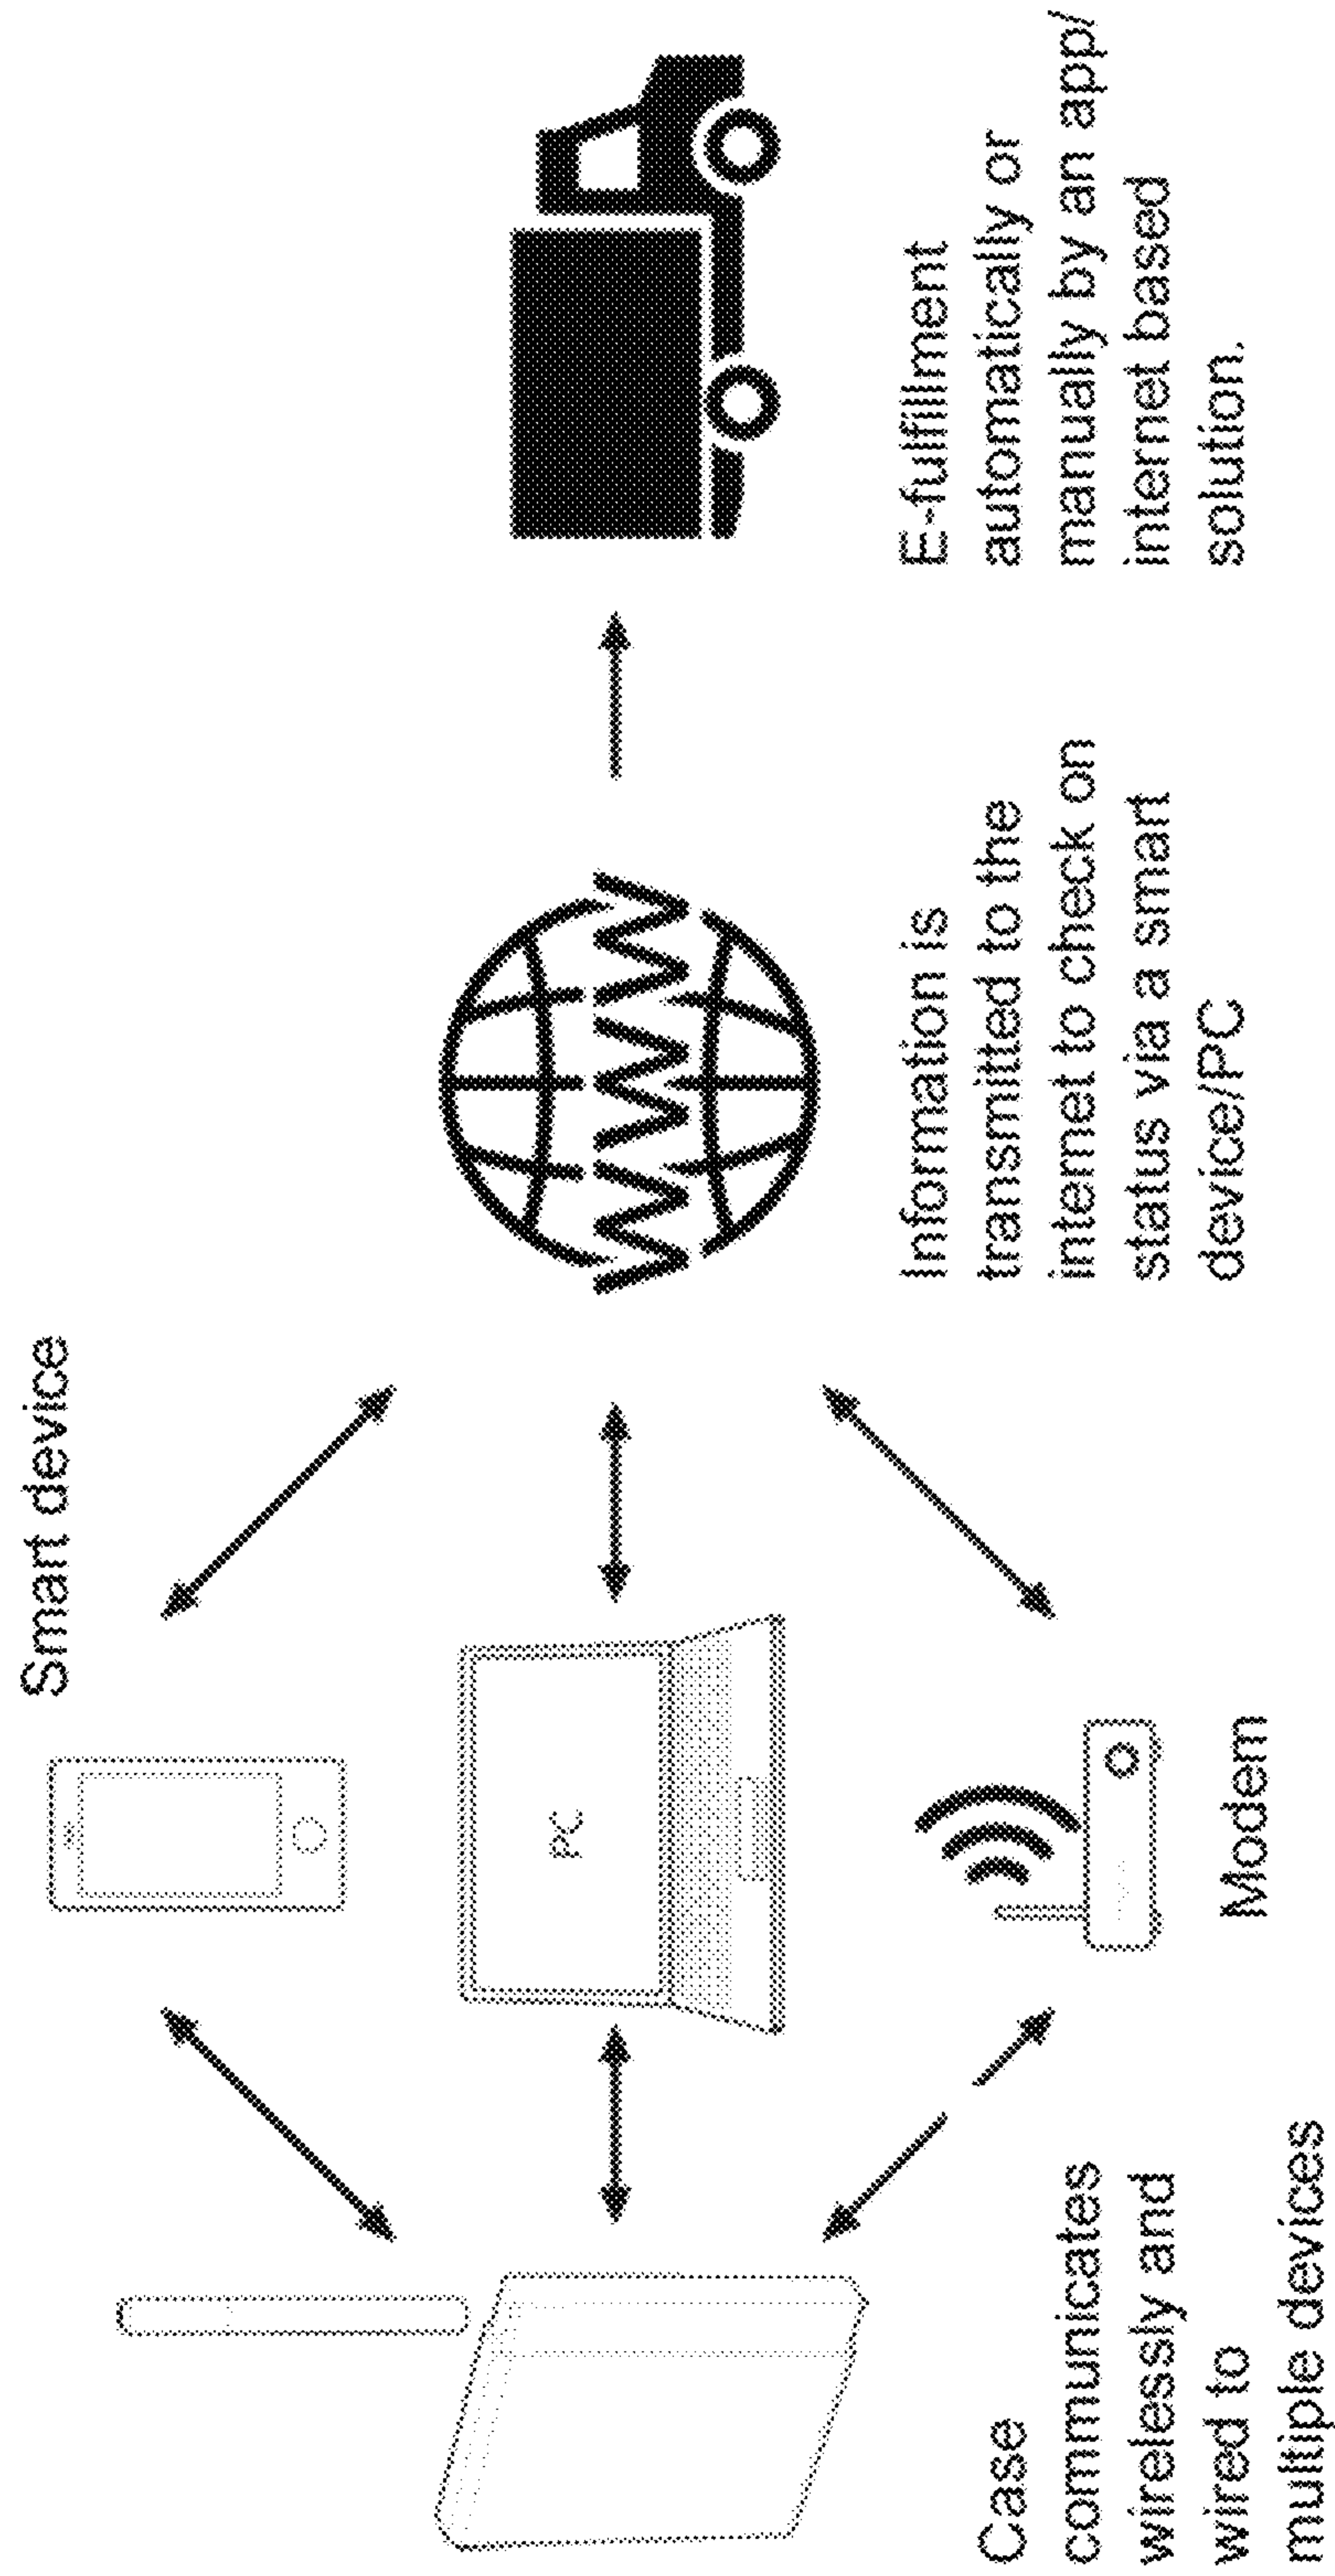 Smart device
PC
WWW
Modem
Case
communicates
wirelessly and
wired to
multiple devices
Information is
transmitted to the
internet to check on
status via a smart
device/PC
E-fulfillment
automatically or
manually by an app/
internet based
solution.